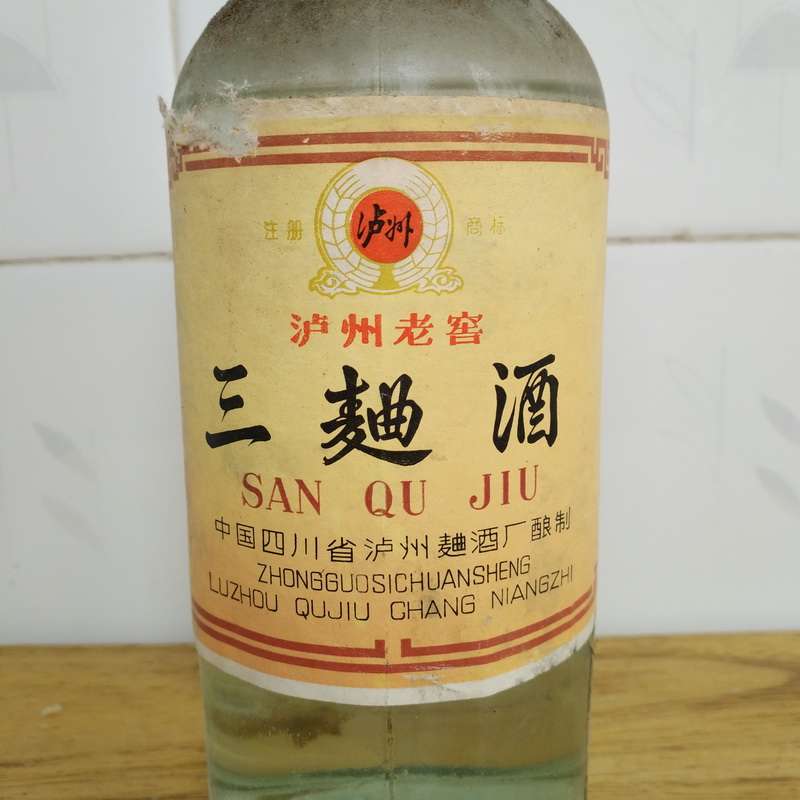 注册 泸州 商标
泸州老窖
三麯酒
SAN QU JIU
中国四川省泸州麯酒厂酿制
ZHONGGUOSICHUANSHENG
LUZHOU QUJIU CHANG NIANGZHI